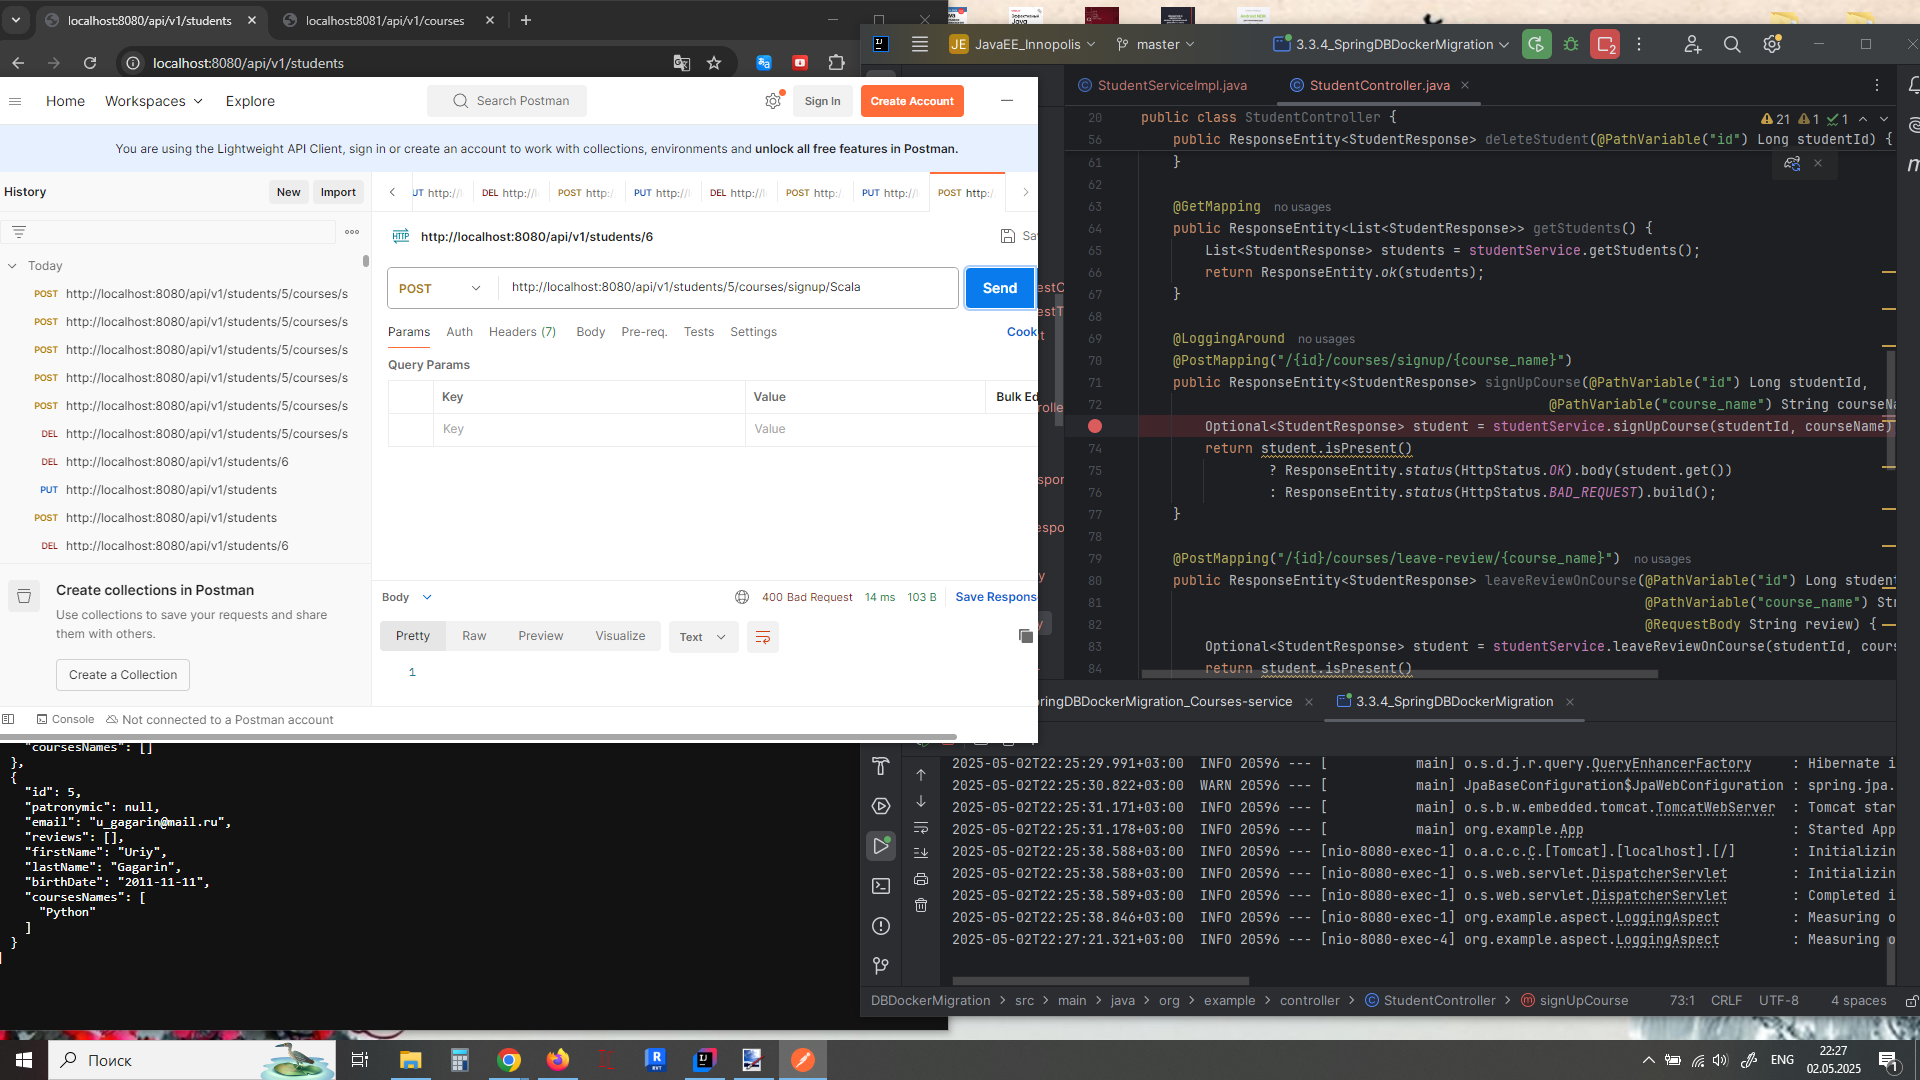 localhost:8080/api/v1/students
localhost:8081/api/v1/courses
localhost:8080/api/v1/students
Home
Workspaces
Explore
Search Postman
Sign In
Create Account
You are using the Lightweight API Client, sign in or create an account to work with collections, environments and unlock all free features in Postman.
History
New
Import
UT http://
DEL http://
POST http:/
PUT http://
DEL http://
POST http:/
PUT http://
POST http:/
Today
POST http://localhost:8080/api/v1/students/5/courses/s
POST http://localhost:8080/api/v1/students/5/courses/s
POST http://localhost:8080/api/v1/students/5/courses/s
POST http://localhost:8080/api/v1/students/5/courses/s
POST http://localhost:8080/api/v1/students/5/courses/s
DEL http://localhost:8080/api/v1/students/5/courses/s
DEL http://localhost:8080/api/v1/students/6
PUT http://localhost:8080/api/v1/students
POST http://localhost:8080/api/v1/students
DEL http://localhost:8080/api/v1/students/6
Create collections in Postman
Use collections to save your requests and share
them with others.
Create a Collection
HTTP http://localhost:8080/api/v1/students/6
Sa
POST
http://localhost:8080/api/v1/students/5/courses/signup/Scala
Send
Params
Auth
Headers (7)
Body
Pre-req.
Tests
Settings
Cook
Query Params
Key
Value
Bulk Ed
Key
Value
Body
400 Bad Request
14 ms
103 B
Save Respons
Pretty
Raw
Preview
Visualize
Text
1
Console
Not connected to a Postman account
"coursesNames": []
},
{
"id": 5,
"patronymic": null,
"email": "u_gagarin@mail.ru",
"reviews": [],
"firstName": "Uriy",
"lastName": "Gagarin",
"birthDate": "2011-11-11",
"coursesNames": [
"Python"
]
}
JE JavaEE_Innopolis
master
3.3.4_SpringDBDockerMigration
2
StudentServiceImpl.java
StudentController.java
21
1
1
20 public class StudentController {
56 public ResponseEntity<StudentResponse> deleteStudent(@PathVariable("id") Long studentId) {
61 }
62
63 @GetMapping no usages
64 public ResponseEntity<List<StudentResponse>> getStudents() {
65 List<StudentResponse> students = studentService.getStudents();
66 return ResponseEntity.ok(students);
67 }
68
69 @LoggingAround no usages
70 @PostMapping("/{id}/courses/signup/{course_name}")
71 public ResponseEntity<StudentResponse> signUpCourse(@PathVariable("id") Long studentId,
72 @PathVariable("course_name") String courseNa
Optional<StudentResponse> student = studentService.signUpCourse(studentId, courseName)
74 return student.isPresent()
75 ? ResponseEntity.status(HttpStatus.OK).body(student.get())
76 : ResponseEntity.status(HttpStatus.BAD_REQUEST).build();
77 }
78
79 @PostMapping("/{id}/courses/leave-review/{course_name}") no usages
80 public ResponseEntity<StudentResponse> leaveReviewOnCourse(@PathVariable("id") Long student
81 @PathVariable("course_name") Str
82 @RequestBody String review) {
83 Optional<StudentResponse> student = studentService.leaveReviewOnCourse(studentId, cours
84 return student.isPresent()
pringDBDockerMigration_Courses-service
3.3.4_SpringDBDockerMigration
2025-05-02T22:25:29.991+03:00 INFO 20596 --- [ main] o.s.d.j.r.query.QueryEnhancerFactory : Hibernate i
2025-05-02T22:25:30.822+03:00 WARN 20596 --- [ main] JpaBaseConfiguration$JpaWebConfiguration : spring.jpa.
2025-05-02T22:25:31.171+03:00 INFO 20596 --- [ main] o.s.b.w.embedded.tomcat.TomcatWebServer : Tomcat star
2025-05-02T22:25:31.178+03:00 INFO 20596 --- [ main] org.example.App : Started App
2025-05-02T22:25:38.588+03:00 INFO 20596 --- [nio-8080-exec-1] o.a.c.c.C.[Tomcat].[localhost].[/] : Initializin
2025-05-02T22:25:38.588+03:00 INFO 20596 --- [nio-8080-exec-1] o.s.web.servlet.DispatcherServlet : Initializin
2025-05-02T22:25:38.589+03:00 INFO 20596 --- [nio-8080-exec-1] o.s.web.servlet.DispatcherServlet : Completed i
2025-05-02T22:25:38.846+03:00 INFO 20596 --- [nio-8080-exec-1] org.example.aspect.LoggingAspect : Measuring o
2025-05-02T22:27:21.321+03:00 INFO 20596 --- [nio-8080-exec-4] org.example.aspect.LoggingAspect : Measuring o
DBDockerMigration > src > main > java > org > example > controller > StudentController > signUpCourse
73:1
CRLF
UTF-8
4 spaces
Поиск
ENG
22:27
02.05.2025
1